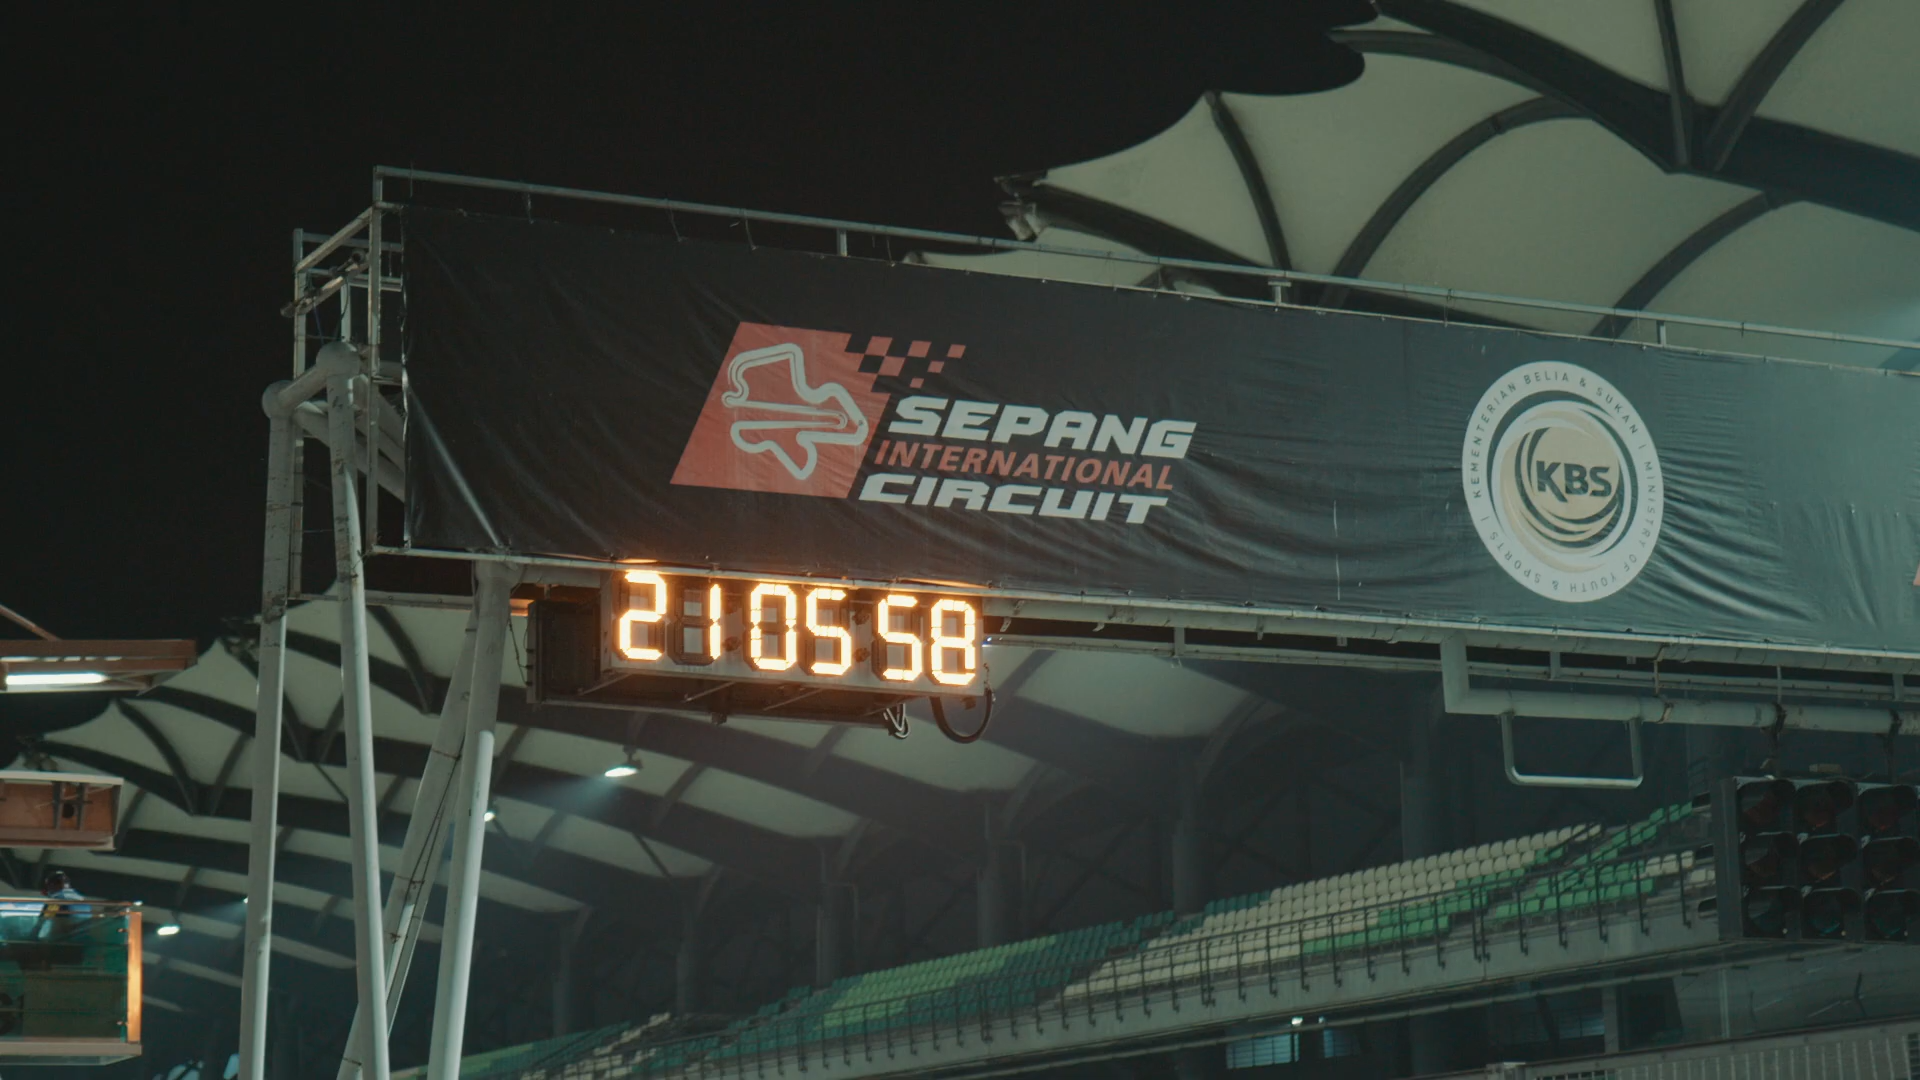 SEPANG
INTERNATIONAL
CIRCUIT
KEMENTERIAN BELIA & SUKAN | MINISTRY OF YOUTH & SPORTS |
KBS
21 05 58